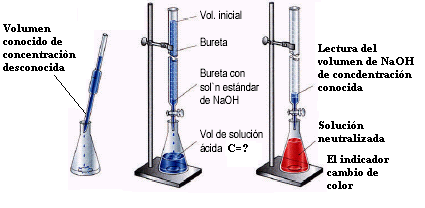 Volumen
conocido de
concentraciòn
desconocida
Vol. inicial
Bureta
Bureta con
sol`n estándar
de NaOH
Vol de solución
ácida C=?
Lectura del
volumen de NaOH
de concdentración
conocida
Solución
neutralizada
El indicador
cambio de
color